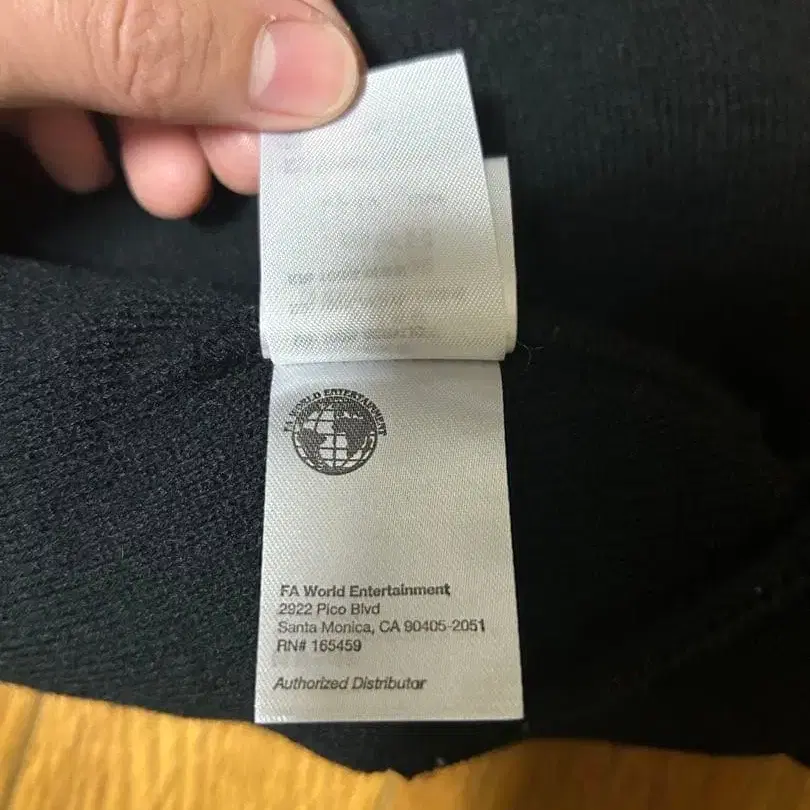 FA WORLD ENTERTAINMENT
FA World Entertainment
2922 Pico Blvd
Santa Monica, CA 90405-2051
RN# 165459
Authorized Distributor